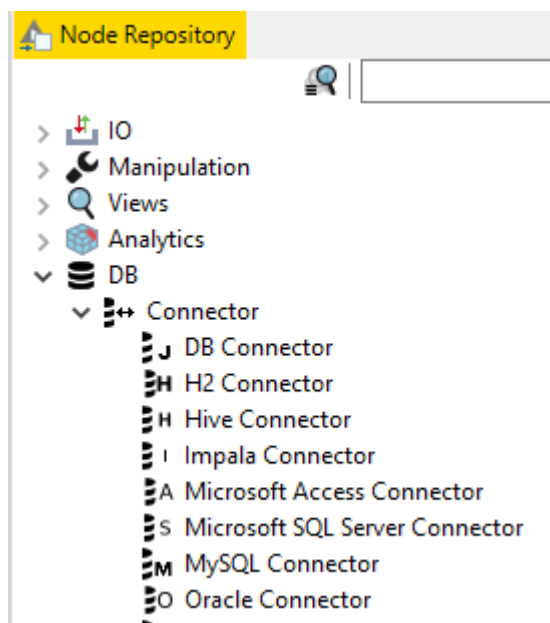 Node Repository
IO
Manipulation
Views
Analytics
DB
Connector
J DB Connector
H H2 Connector
H Hive Connector
I Impala Connector
A Microsoft Access Connector
S Microsoft SQL Server Connector
M MySQL Connector
O Oracle Connector